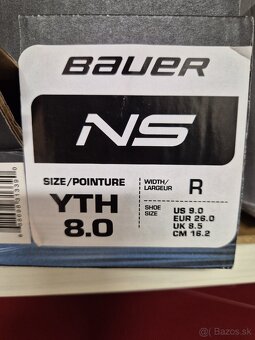 BAUER
NS
SIZE/POINTURE
YTH
8.0
WIDTH/
LARGEUR
R
SHOE
SIZE
US 9.0
EUR 26.0
UK 8.5
CM 16.2
Bazos.sk